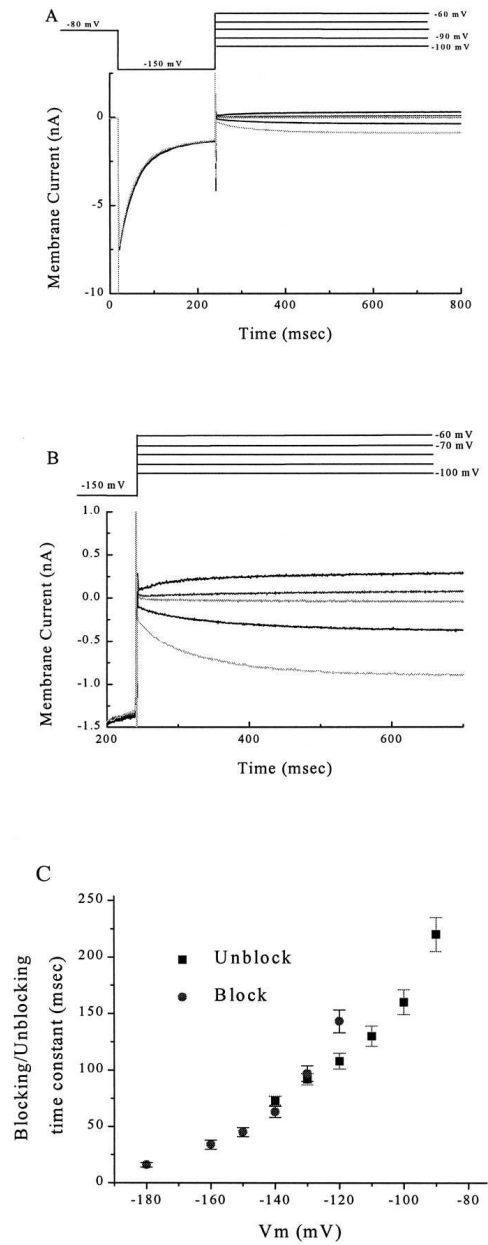 A
-80 mV
-150 mV
-60 mV
-90 mV
-100 mV
Membrane Current (nA)
0
-5
-10
0
200
400
600
800
Time (msec)
B
-150 mV
-60 mV
-70 mV
-100 mV
Membrane Current (nA)
1.0
0.5
0.0
-0.5
-1.0
-1.5
200
400
600
Time (msec)
C
Blocking/Unblocking
time constant (msec)
250
200
150
100
50
0
Unblock
Block
-180
-160
-140
-120
-100
-80
Vm (mV)